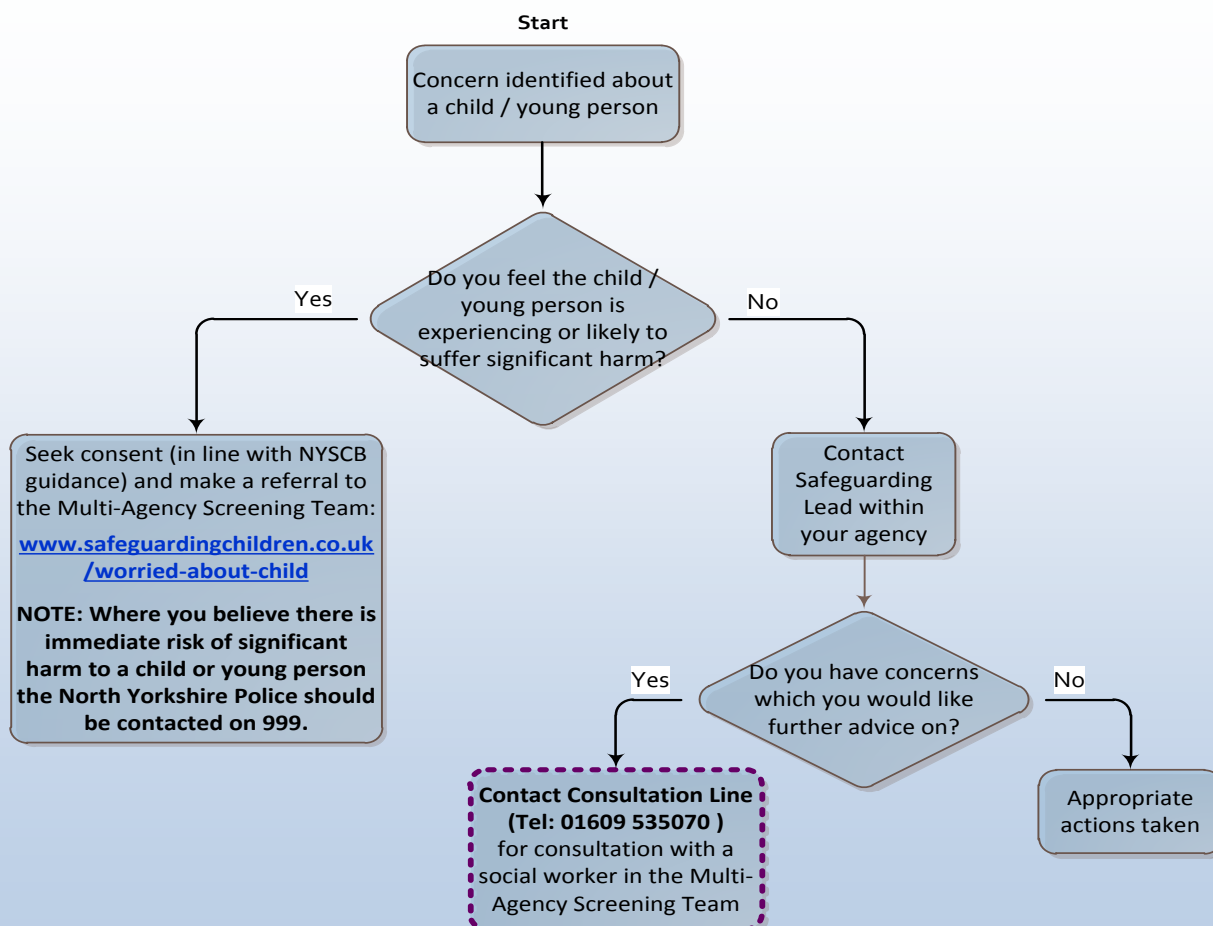 Start
Concern identified about
a child / young person
Do you feel the child /
young person is
experiencing or likely to
suffer significant harm?
Yes
No
Seek consent (in line with NYSCB
guidance) and make a referral to
the Multi-Agency Screening Team:
www.safeguardingchildren.co.uk
/worried-about-child
NOTE: Where you believe there is
immediate risk of significant
harm to a child or young person
the North Yorkshire Police should
be contacted on 999.
Contact
Safeguarding
Lead within
your agency
Do you have concerns
which you would like
further advice on?
Yes
No
Contact Consultation Line
(Tel: 01609 535070 )
for consultation with a
social worker in the Multi-
Agency Screening Team
Appropriate
actions taken